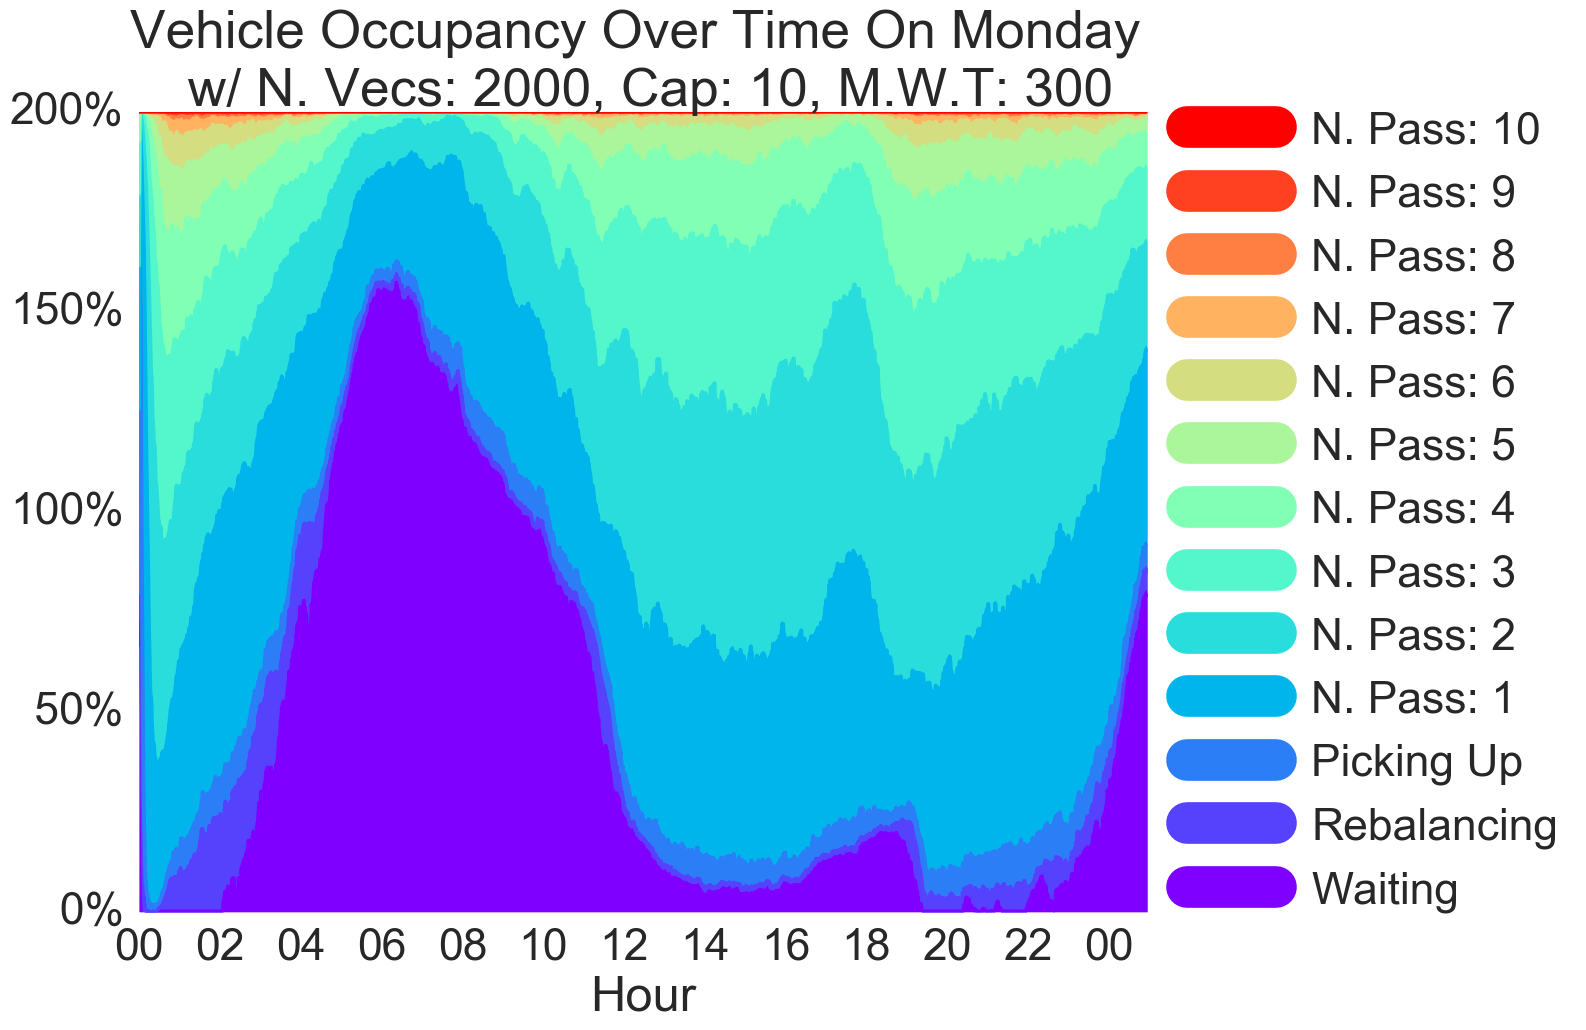 Vehicle Occupancy Over Time On Monday
w/ N. Vecs: 2000, Cap: 10, M.W.T: 300
200%
150%
100%
50%
0%
00 02 04 06 08 10 12 14 16 18 20 22 00
Hour
N. Pass: 10
N. Pass: 9
N. Pass: 8
N. Pass: 7
N. Pass: 6
N. Pass: 5
N. Pass: 4
N. Pass: 3
N. Pass: 2
N. Pass: 1
Picking Up
Rebalancing
Waiting